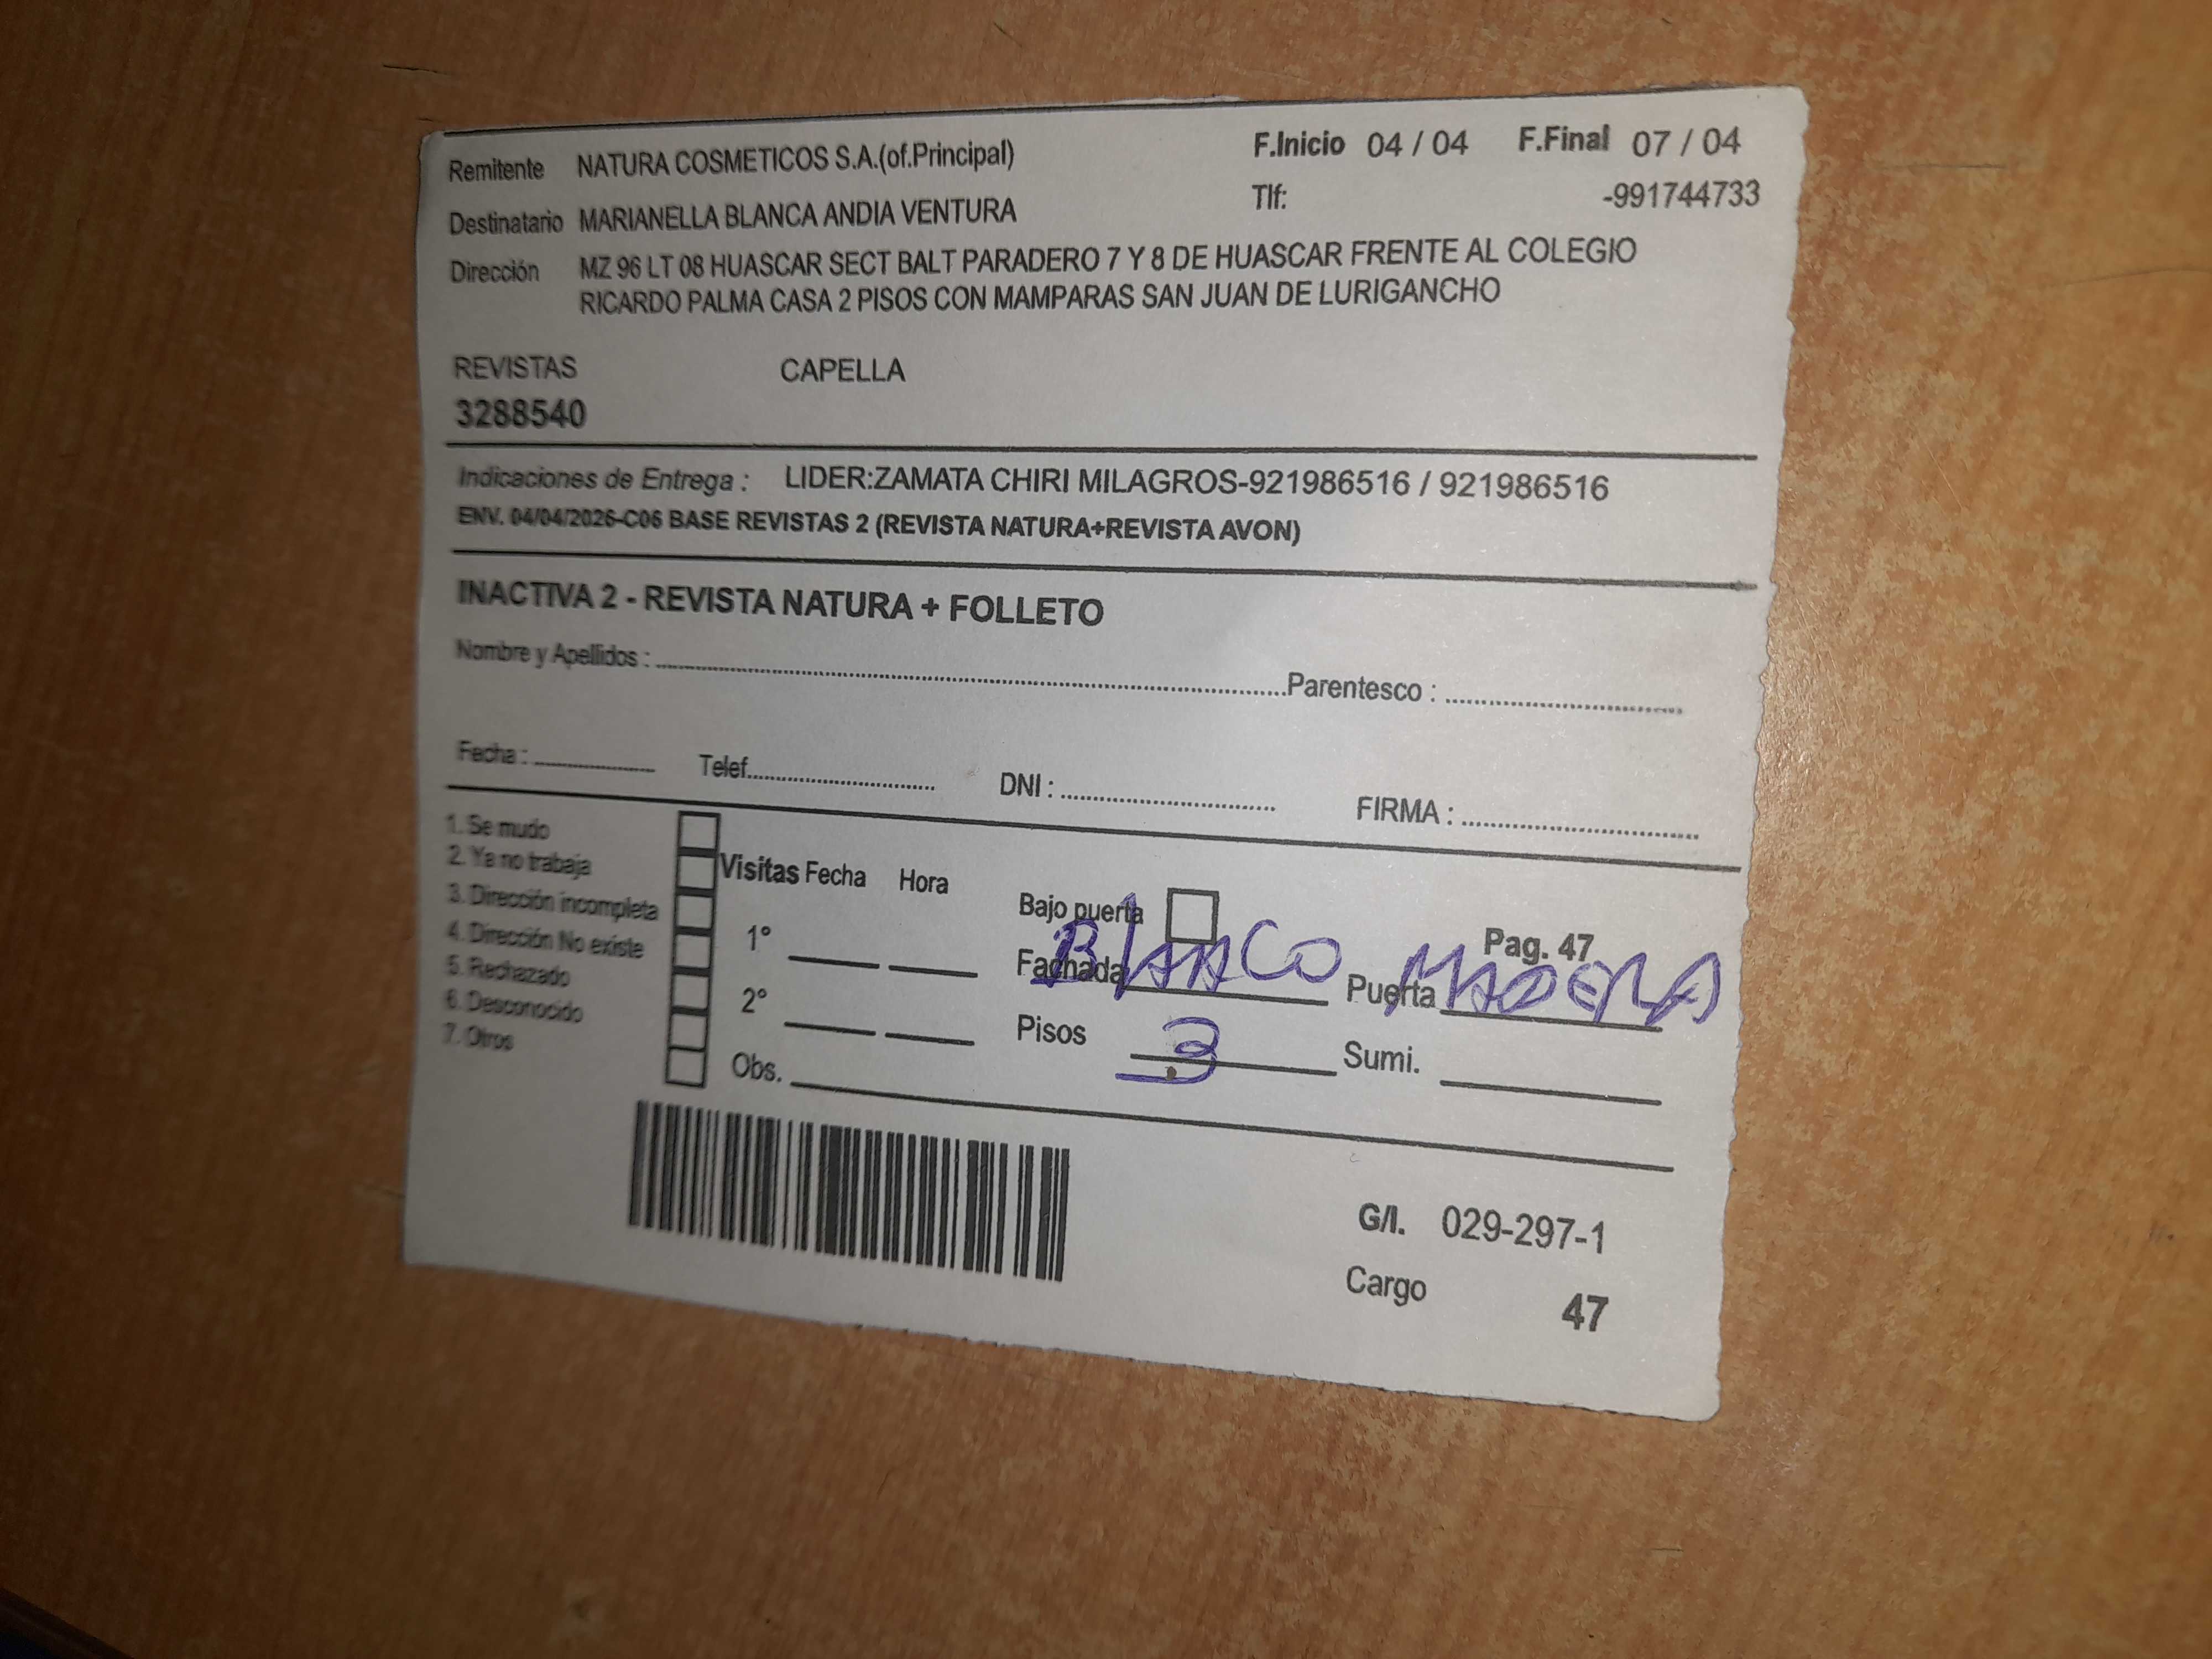 Remitente NATURA COSMETICOS S.A.(of.Principal) F.Inicio 04 / 04 F.Final 07 / 04
Destinatario MARIANELLA BLANCA ANDIA VENTURA Tlf: -991744733
Dirección MZ 96 LT 08 HUASCAR SECT BALT PARADERO 7 Y 8 DE HUASCAR FRENTE AL COLEGIO
RICARDO PALMA CASA 2 PISOS CON MAMPARAS SAN JUAN DE LURIGANCHO
REVISTAS CAPELLA
3288540
Indicaciones de Entrega : LIDER:ZAMATA CHIRI MILAGROS-921986516 / 921986516
ENV. 04/04/2026-C06 BASE REVISTAS 2 (REVISTA NATURA+REVISTA AVON)
INACTIVA 2 - REVISTA NATURA + FOLLETO
Nombre y Apellidos : Parentesco :
Fecha : Telef. DNI : FIRMA :
1. Se mudo
2. Ya no trabaja
3. Dirección incompleta
4. Dirección No existe
5. Rechazado
6. Desconocido
7. Otros
Visitas Fecha Hora
1°
2°
Obs.
Bajo puerta Pag. 47
Fachada BLANCO Puerta MADERA
Pisos 3 Sumi.
G/I. 029-297-1
Cargo 47